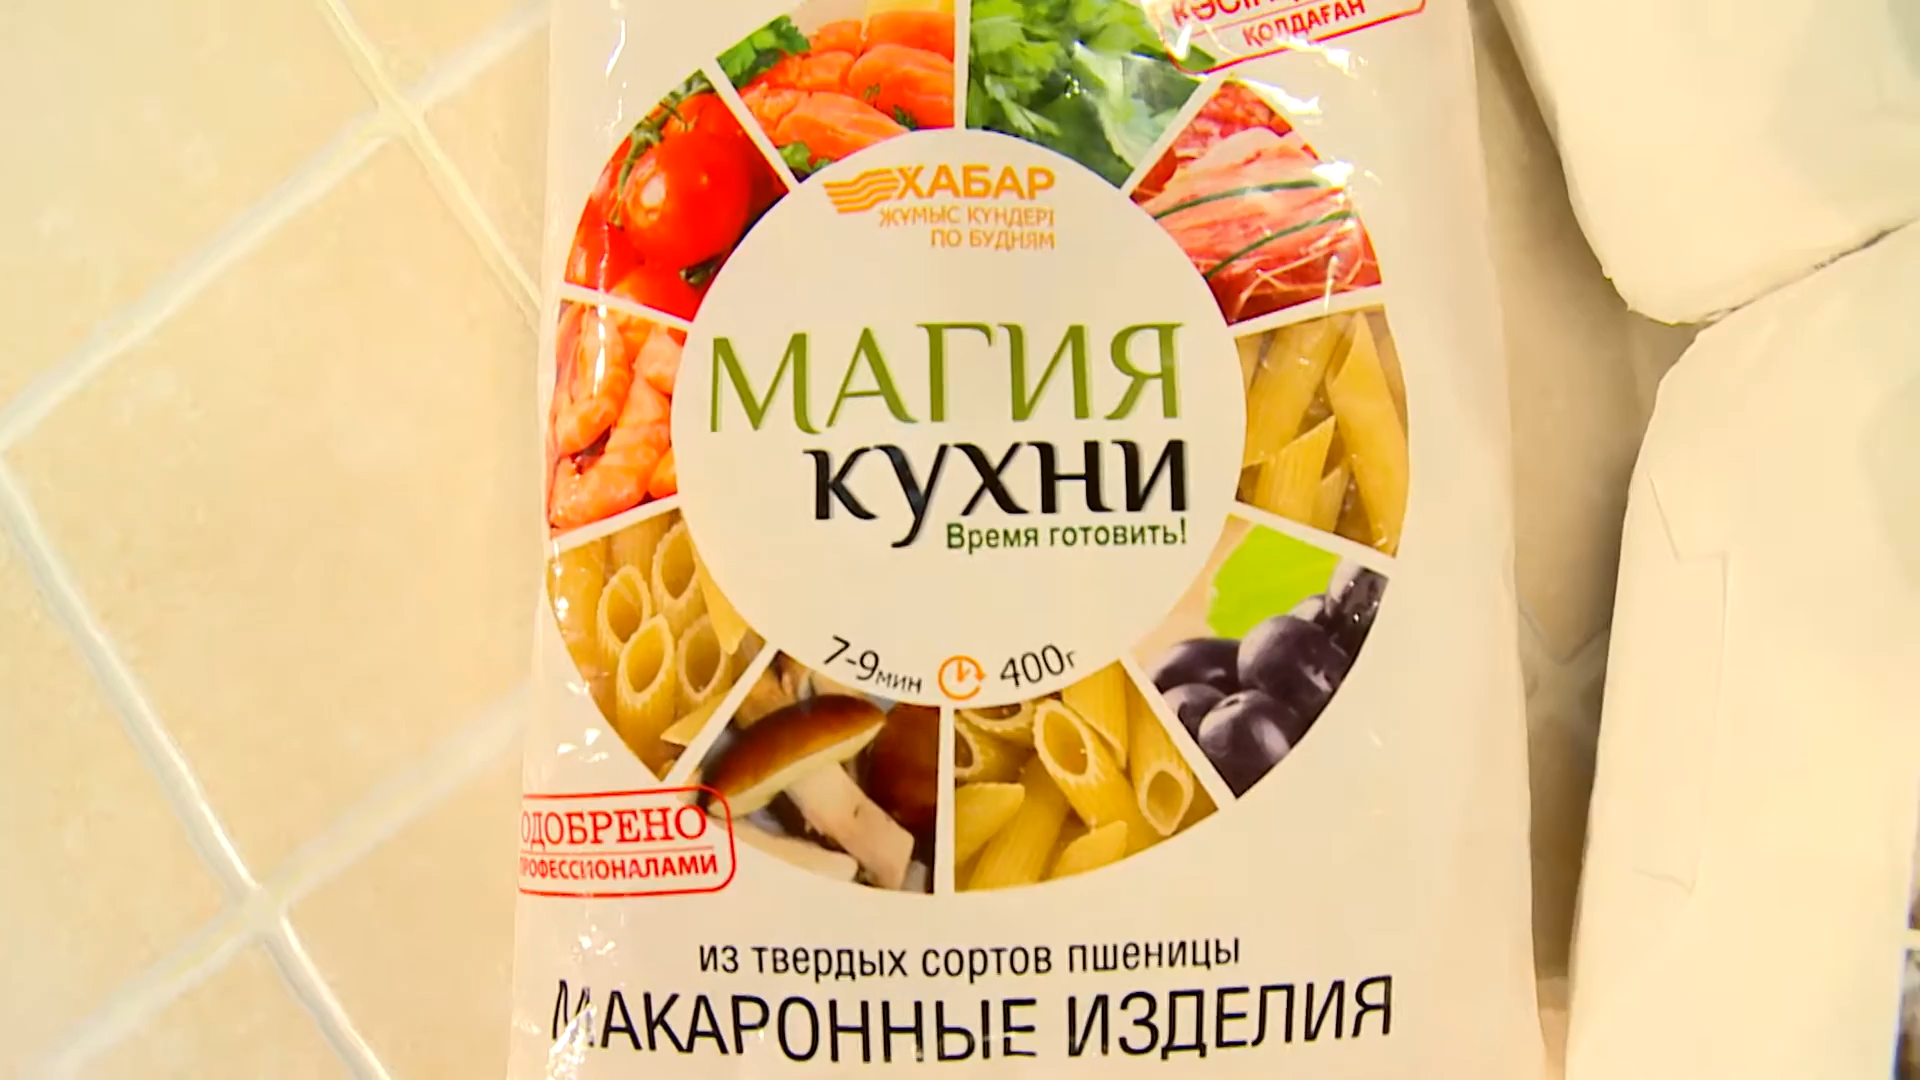 ҚОЛДАҒАН
ХАБАР
ЖҰМЫС КҮНДЕРІ
ПО БУДНЯМ
МАГИЯ
КУХНИ
Время готовить!
7-9мин 400г
ОДОБРЕНО
ПРОФЕССИОНАЛАМИ
из твердых сортов пшеницы
МАКАРОННЫЕ ИЗДЕЛИЯ